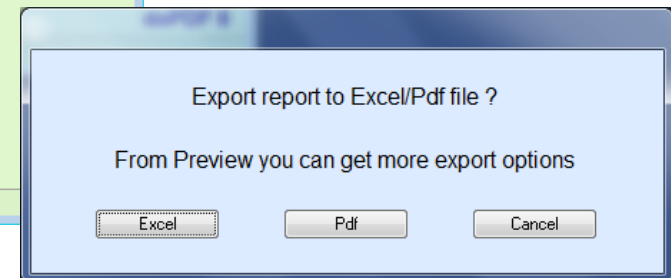 Export report to Excel/Pdf file ?
From Preview you can get more export options
Excel Pdf Cancel